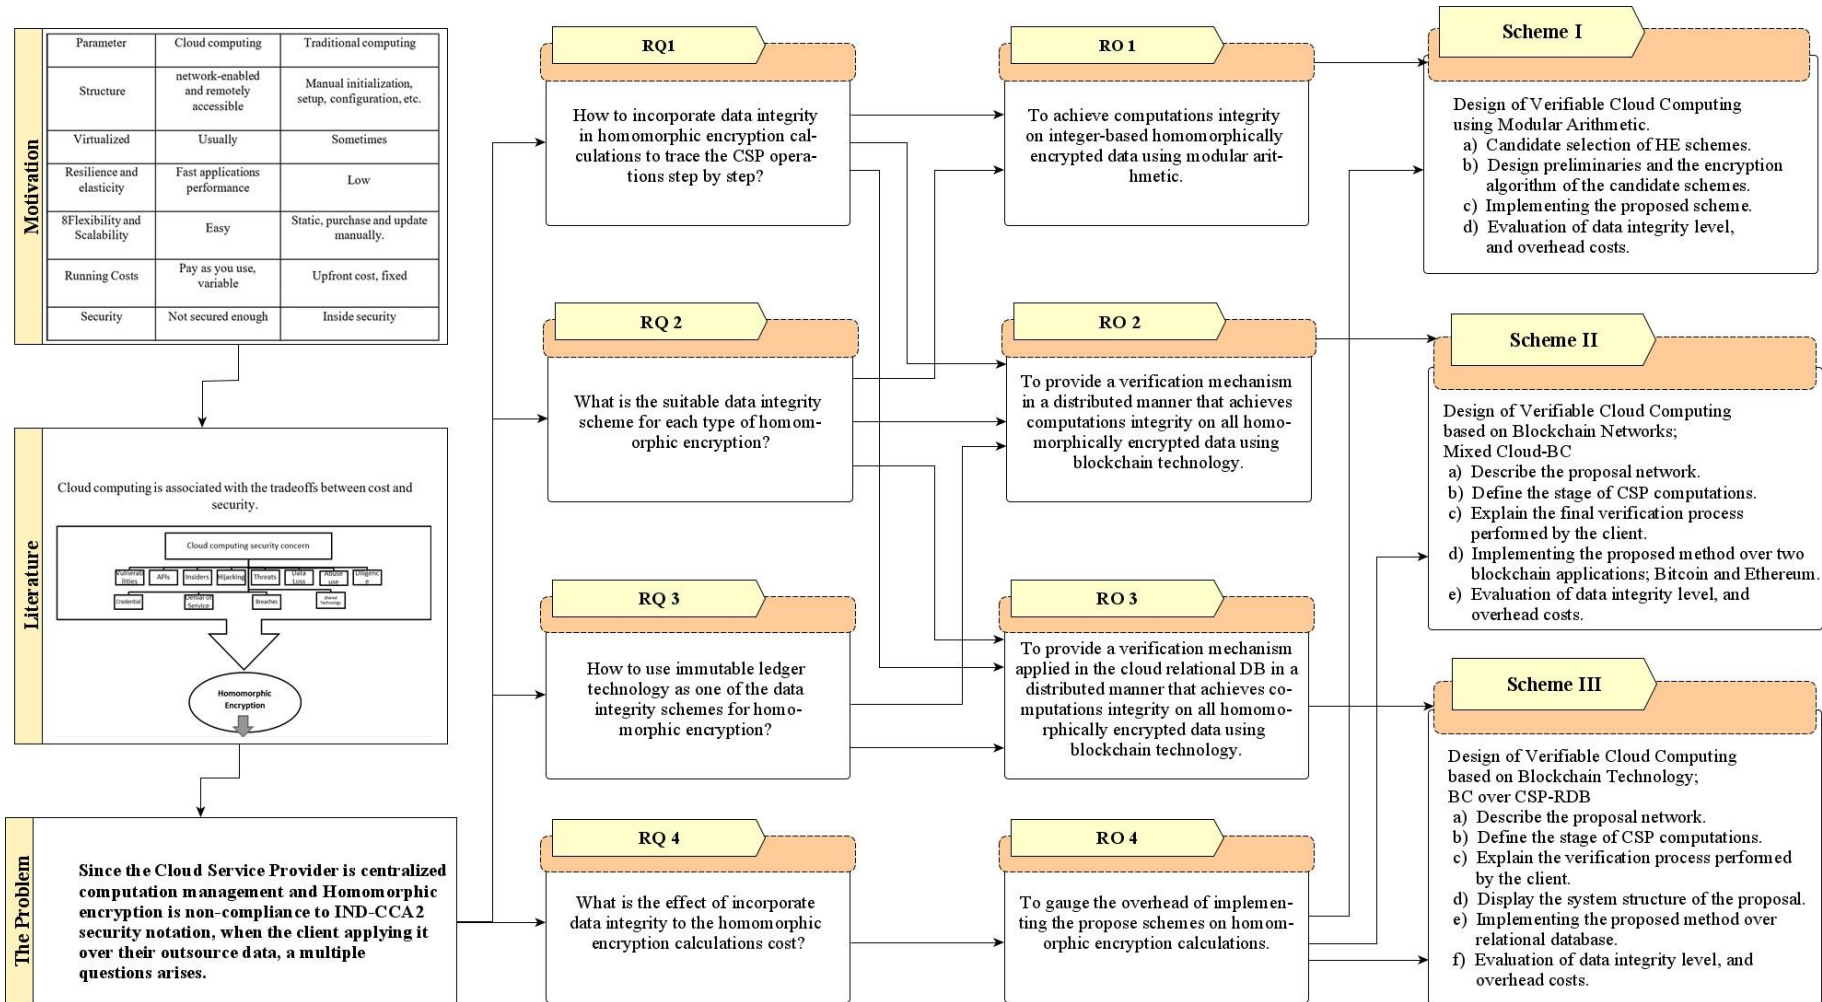 Motivation
Parameter
Cloud computing
Traditional computing
Structure
network-enabled
and remotely
accessible
Manual initialization,
setup, configuration, etc.
Virtualized
Usually
Sometimes
Resilience and
elasticity
Fast applications
performance
Low
8Flexibility and
Scalability
Easy
Static, purchase and update
manually.
Running Costs
Pay as you use,
variable
Upfront cost, fixed
Security
Not secured enough
Inside security
Literature
Cloud computing is associated with the tradeoffs between cost and
security.
Cloud computing security concern
Vulnerab
ilities
APIs
Insiders
Hijacking
Threats
Data
Loss
Abuse
use
Diligenc
e
Credential
Denial of
Service
Breaches
Shared
Technology
Homomorphic
Encryption
The Problem
Since the Cloud Service Provider is centralized
computation management and Homomorphic
encryption is non-compliance to IND-CCA2
security notation, when the client applying it
over their outsource data, a multiple
questions arises.
RQ1
How to incorporate data integrity
in homomorphic encryption cal-
culations to trace the CSP opera-
tions step by step?
RQ 2
What is the suitable data integrity
scheme for each type of homom-
orphic encryption?
RQ 3
How to use immutable ledger
technology as one of the data
integrity schemes for homo-
morphic encryption?
RQ 4
What is the effect of incorporate
data integrity to the homomorphic
encryption calculations cost?
RO 1
To achieve computations integrity
on integer-based homomorphically
encrypted data using modular arit-
hmetic.
RO 2
To provide a verification mechanism
in a distributed manner that achieves
computations integrity on all homo-
morphically encrypted data using
blockchain technology.
RO 3
To provide a verification mechanism
applied in the cloud relational DB in a
distributed manner that achieves co-
mputations integrity on all homomo-
rphically encrypted data using
blockchain technology.
RO 4
To gauge the overhead of implemen-
ting the propose schemes on homom-
orphic encryption calculations.
Scheme I
Design of Verifiable Cloud Computing
using Modular Arithmetic.
a) Candidate selection of HE schemes.
b) Design preliminaries and the encryption
algorithm of the candidate schemes.
c) Implementing the proposed scheme.
d) Evaluation of data integrity level,
and overhead costs.
Scheme II
Design of Verifiable Cloud Computing
based on Blockchain Networks;
Mixed Cloud-BC
a) Describe the proposal network.
b) Define the stage of CSP computations.
c) Explain the final verification process
performed by the client.
d) Implementing the proposed method over two
blockchain applications; Bitcoin and Ethereum.
e) Evaluation of data integrity level, and
overhead costs.
Scheme III
Design of Verifiable Cloud Computing
based on Blockchain Technology;
BC over CSP-RDB
a) Describe the proposal network.
b) Define the stage of CSP computations.
c) Explain the verification process performed
by the client.
d) Display the system structure of the proposal.
e) Implementing the proposed method over
relational database.
f) Evaluation of data integrity level, and
overhead costs.